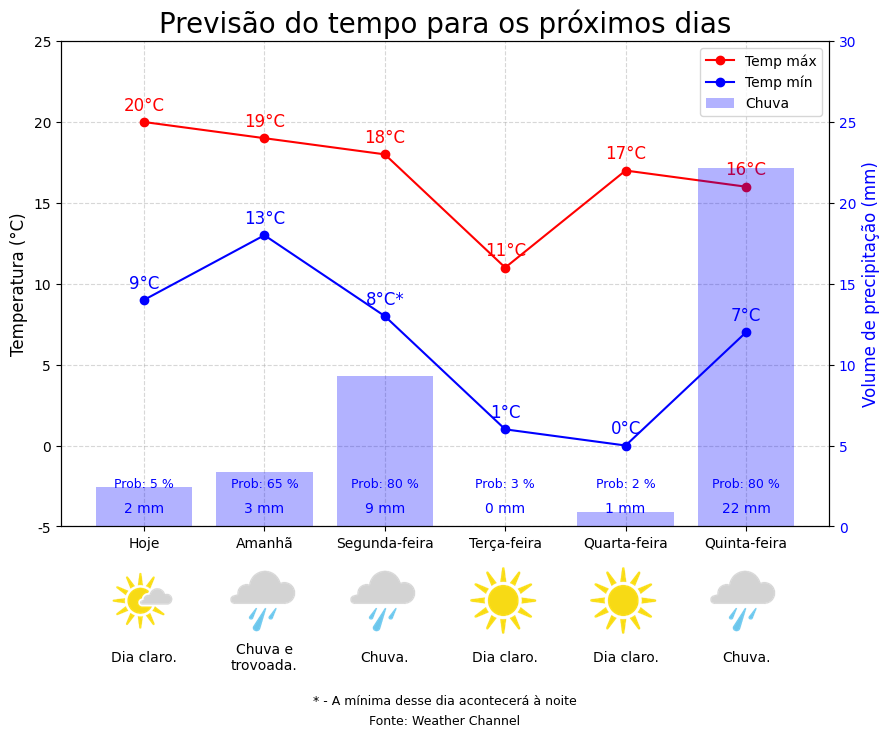 Previsão do tempo para os próximos dias
Temp máx
Temp mín
Chuva
Temperatura (°C)
Volume de precipitação (mm)
25
20
15
10
5
0
-5
30
25
20
15
10
5
0
20°C
19°C
18°C
11°C
17°C
16°C
9°C
13°C
8°C*
1°C
0°C
7°C
Prob: 5 %
Prob: 65 %
Prob: 80 %
Prob: 3 %
Prob: 2 %
Prob: 80 %
2 mm
3 mm
9 mm
0 mm
1 mm
22 mm
Hoje
Amanhã
Segunda-feira
Terça-feira
Quarta-feira
Quinta-feira
Dia claro.
Chuva e
trovoada.
Chuva.
Dia claro.
Dia claro.
Chuva.
* - A mínima desse dia acontecerá à noite
Fonte: Weather Channel